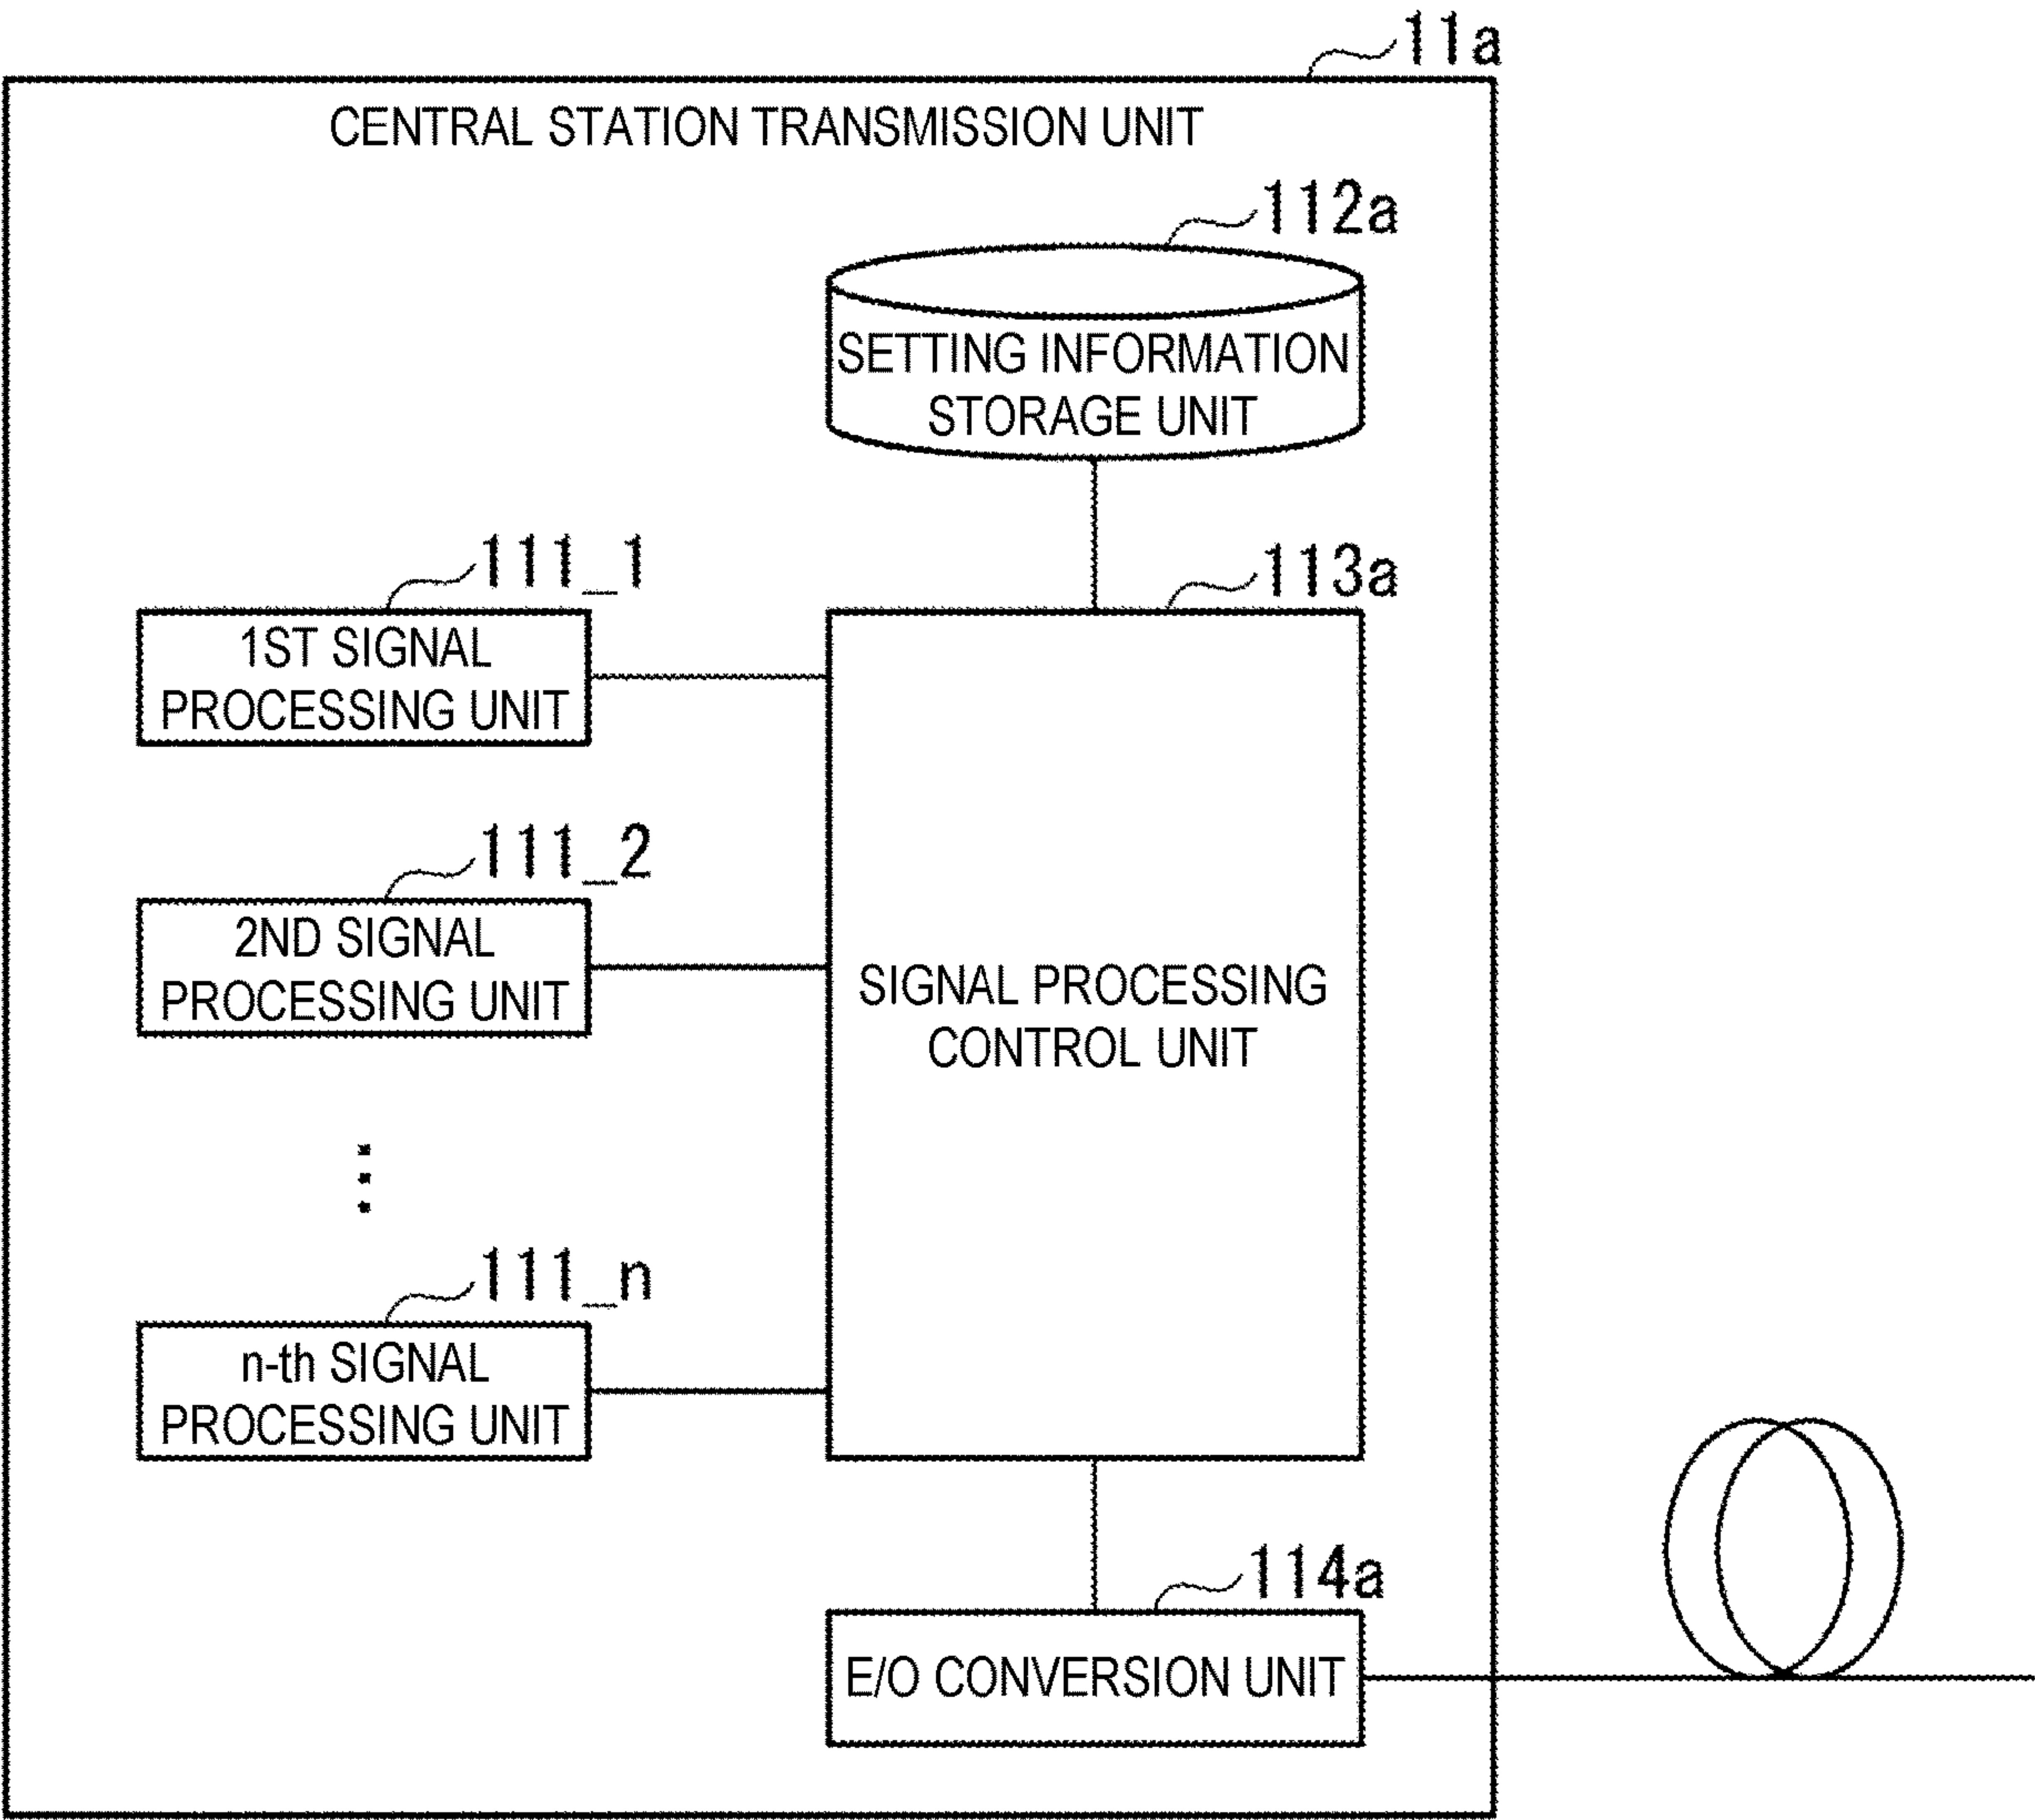 11a
CENTRAL STATION TRANSMISSION UNIT
112a
SETTING INFORMATION
STORAGE UNIT
111_1
113a
1ST SIGNAL
PROCESSING UNIT
111_2
2ND SIGNAL
PROCESSING UNIT
SIGNAL PROCESSING
CONTROL UNIT
111_n
n-th SIGNAL
PROCESSING UNIT
114a
E/O CONVERSION UNIT